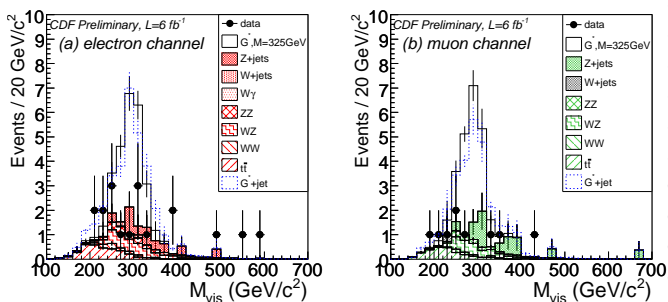 CDF Preliminary, L=6 fb⁻¹
(a) electron channel
Events / 20 GeV/c²
10
9
8
7
6
5
4
3
2
1
0
100 200 300 400 500 600 700
M_vis (GeV/c²)
data
G*,M=325GeV
Z+jets
W+jets
Wγ
ZZ
WZ
WW
tt̄
G*+jet
CDF Preliminary, L=6 fb⁻¹
(b) muon channel
Events / 20 GeV/c²
10
9
8
7
6
5
4
3
2
1
0
100 200 300 400 500 600 700
M_vis (GeV/c²)
data
G*,M=325GeV
Z+jets
W+jets
ZZ
WZ
WW
tt̄
G*+jet